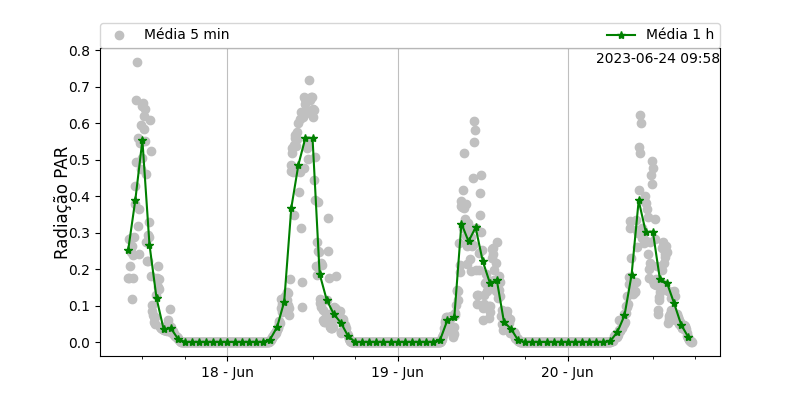 Média 5 min
Média 1 h
2023-06-24 09:58
Radiação PAR
0.8
0.7
0.6
0.5
0.4
0.3
0.2
0.1
0.0
18 - Jun
19 - Jun
20 - Jun